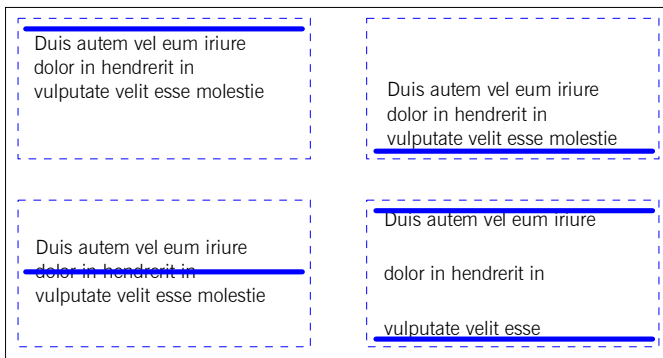 Duis autem vel eum iriure
dolor in hendrerit in
vulputate velit esse molestie
Duis autem vel eum iriure
dolor in hendrerit in
vulputate velit esse molestie
Duis autem vel eum iriure
dolor in hendrerit in
vulputate velit esse molestie
Duis autem vel eum iriure
dolor in hendrerit in
vulputate velit esse